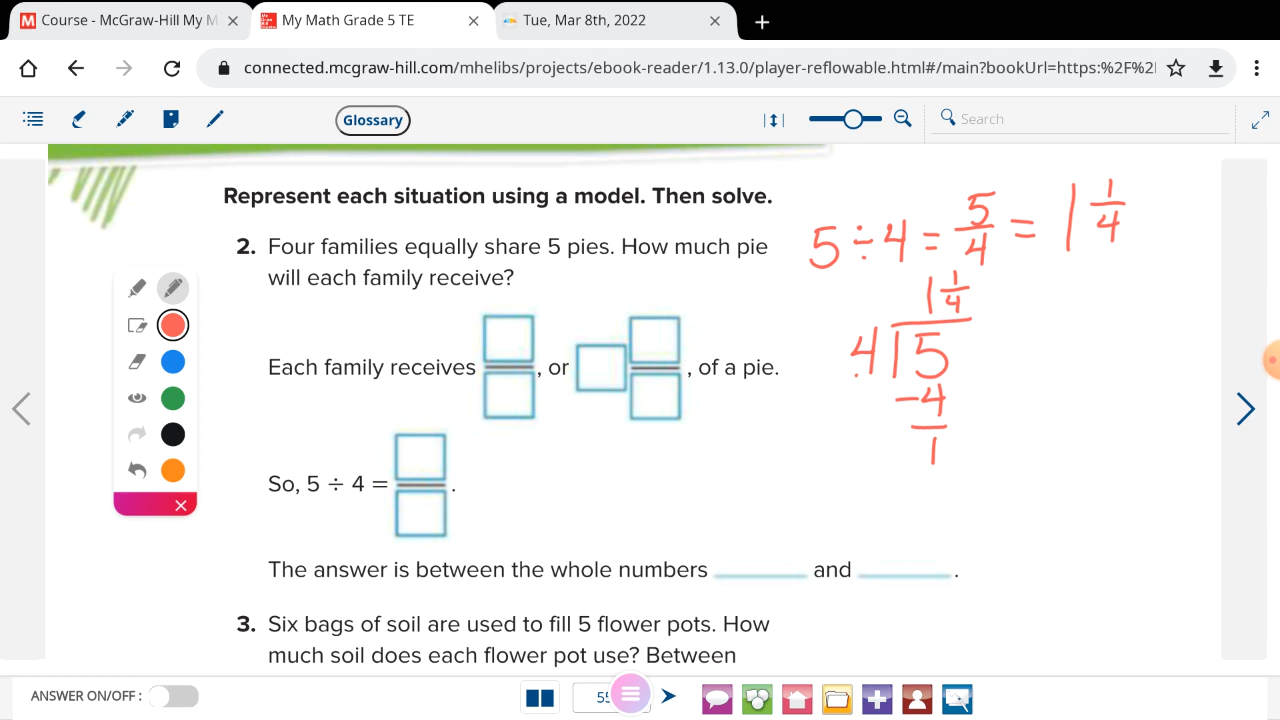 Course - McGraw-Hill My M
My Math Grade 5 TE
Tue, Mar 8th, 2022
connected.mcgraw-hill.com/mhelibs/projects/ebook-reader/1.13.0/player-reflowable.html#/main?bookUrl=https:%2F%2
Glossary
Search
Represent each situation using a model. Then solve.
2. Four families equally share 5 pies. How much pie
will each family receive?
Each family receives , or , of a pie.
So, 5 ÷ 4 = .
The answer is between the whole numbers ________ and ________ .
3. Six bags of soil are used to fill 5 flower pots. How
much soil does each flower pot use? Between
5 ÷ 4 = 5/4 = 1 1/4
1 1/4
4 5
-4
1
ANSWER ON/OFF :